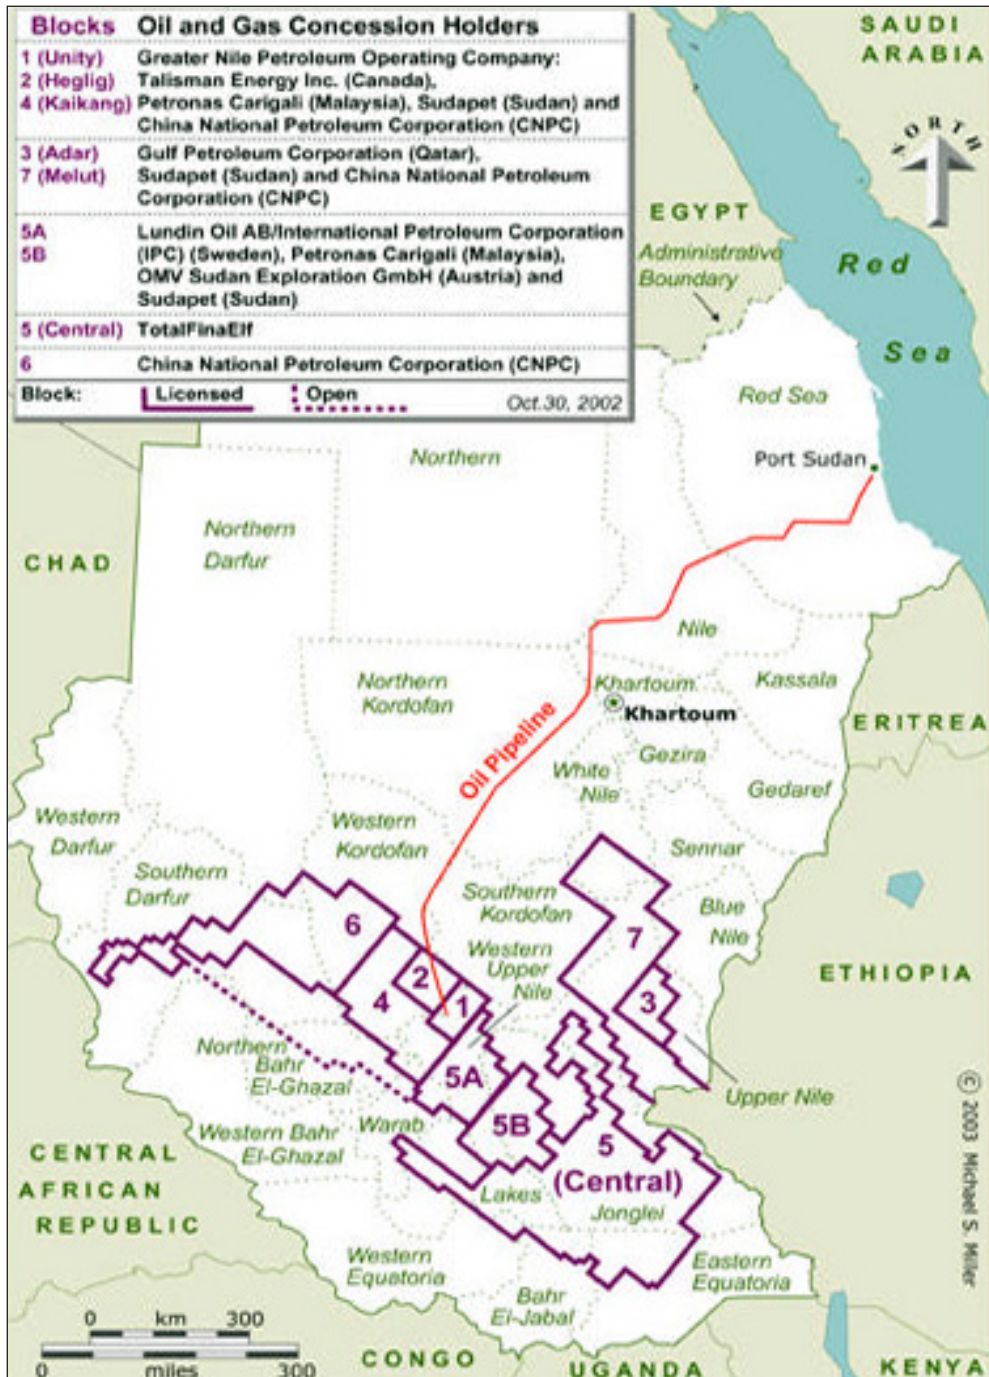 Blocks Oil and Gas Concession Holders
1 (Unity) Greater Nile Petroleum Operating Company:
2 (Heglig) Talisman Energy Inc. (Canada),
4 (Kaikang) Petronas Carigali (Malaysia), Sudapet (Sudan) and
China National Petroleum Corporation (CNPC)
3 (Adar) Gulf Petroleum Corporation (Qatar),
7 (Melut) Sudapet (Sudan) and China National Petroleum
Corporation (CNPC)
5A Lundin Oil AB/International Petroleum Corporation
5B (IPC) (Sweden), Petronas Carigali (Malaysia),
OMV Sudan Exploration GmbH (Austria) and
Sudapet (Sudan)
5 (Central) TotalFinaElf
6 China National Petroleum Corporation (CNPC)
Block: Licensed Open Oct.30, 2002
SAUDI
ARABIA
NORTH
EGYPT
Administrative
Boundary
Red
Sea
Red Sea
Port Sudan
Northern
Northern
Darfur
CHAD
Nile
Northern
Kordofan
Khartoum
Khartoum
Kassala
ERITREA
Oil Pipeline
Gezira
White
Nile
Gedaref
Western
Darfur
Western
Kordofan
Sennar
Southern
Darfur
Southern
Kordofan
Blue
Nile
6
7
Western
Upper
Nile
2
4
1
3
ETHIOPIA
Northern
Bahr
El-Ghazal
5A
Upper Nile
Western Bahr
El-Ghazal
Warab
5B
5
(Central)
CENTRAL
AFRICAN
REPUBLIC
Lakes
Jonglei
Western
Equatoria
Eastern
Equatoria
Bahr
El-Jabal
© 2003 Michael S. Miller
0 km 300
0 miles 300
CONGO
UGANDA
KENYA